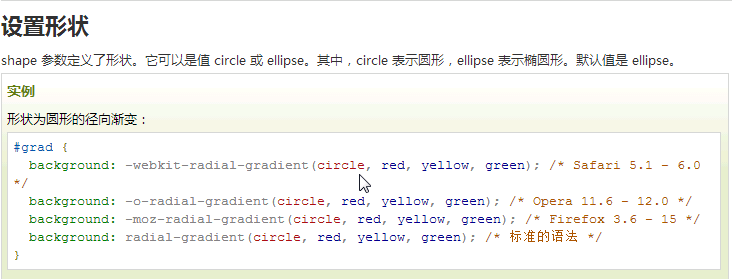 设置形状
shape 参数定义了形状。它可以是值 circle 或 ellipse。其中，circle 表示圆形，ellipse 表示椭圆形。默认值是 ellipse。
实例
形状为圆形的径向渐变：
#grad {
  background: -webkit-radial-gradient(circle, red, yellow, green); /* Safari 5.1 - 6.0
*/
  background: -o-radial-gradient(circle, red, yellow, green); /* Opera 11.6 - 12.0 */
  background: -moz-radial-gradient(circle, red, yellow, green); /* Firefox 3.6 - 15 */
  background: radial-gradient(circle, red, yellow, green); /* 标准的语法 */
}